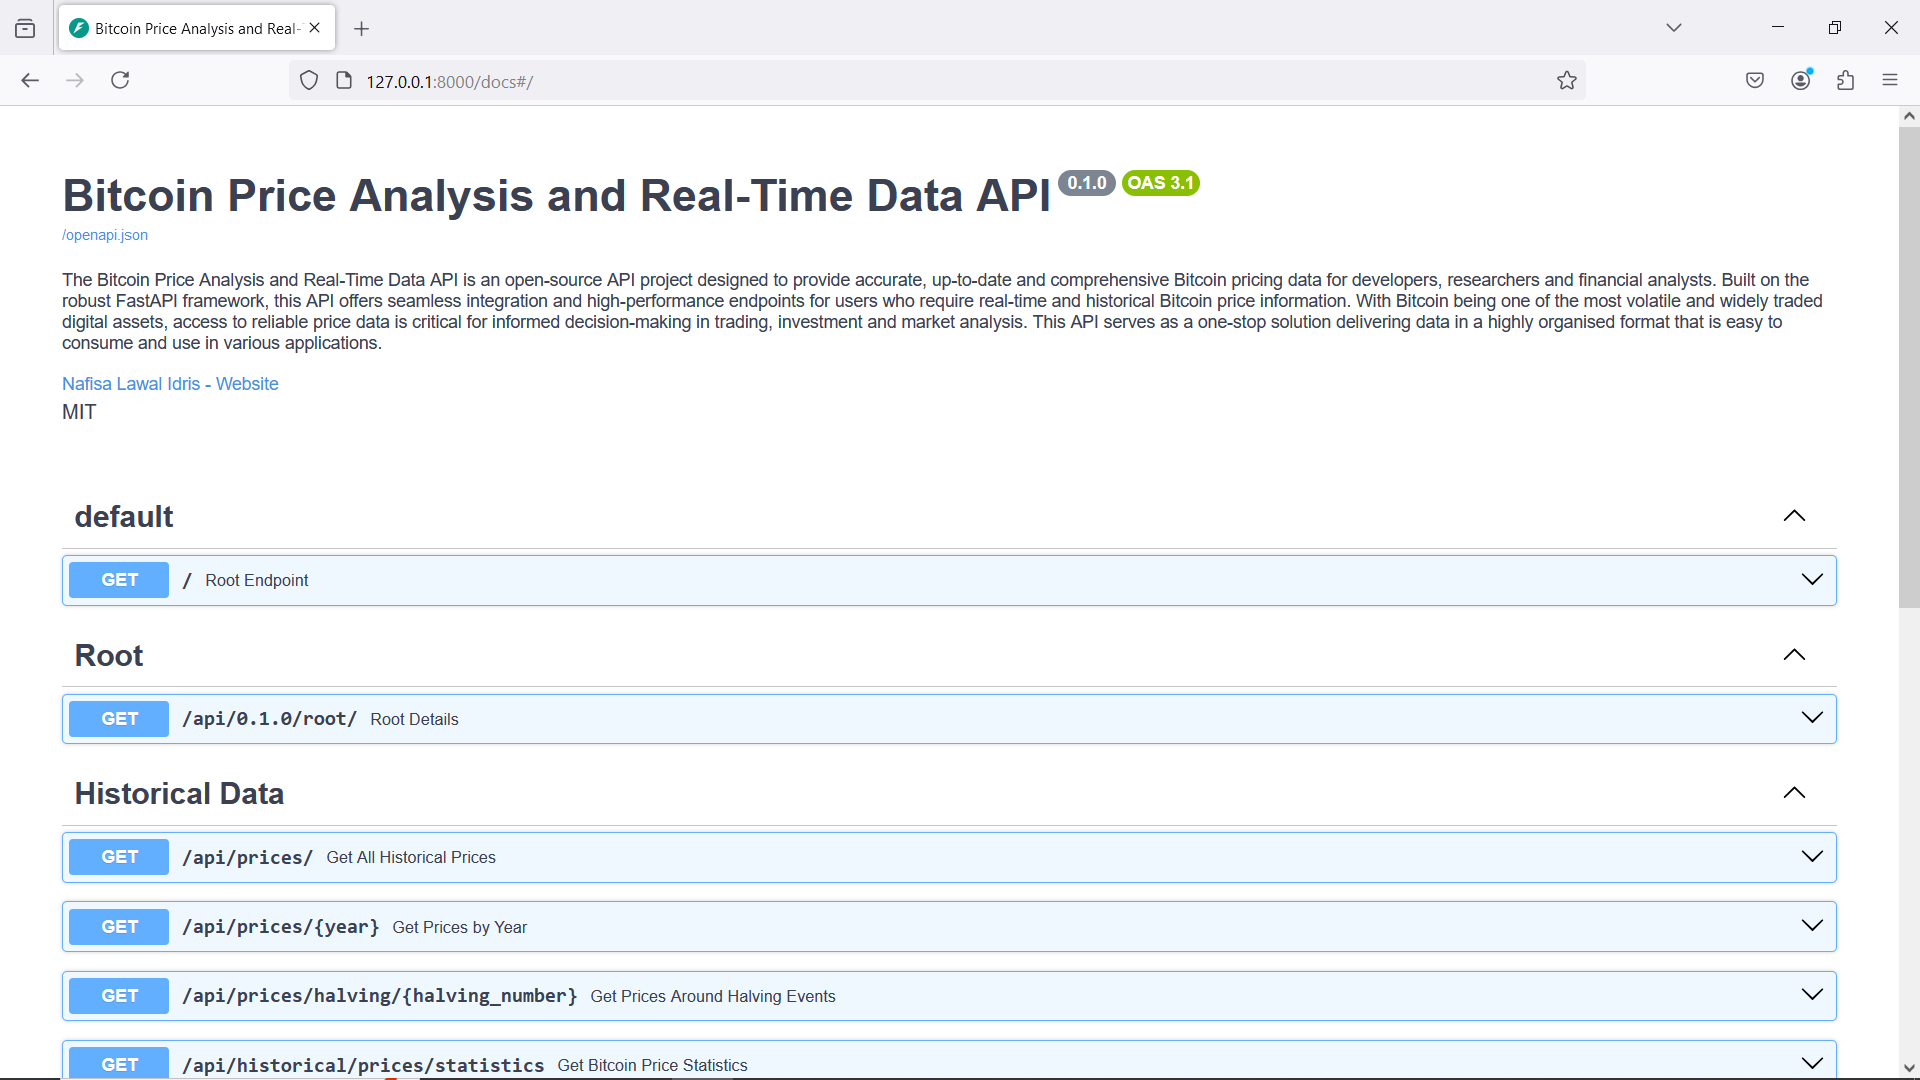 Bitcoin Price Analysis and Real-
127.0.0.1:8000/docs#/
Bitcoin Price Analysis and Real-Time Data API 0.1.0 OAS 3.1
/openapi.json
The Bitcoin Price Analysis and Real-Time Data API is an open-source API project designed to provide accurate, up-to-date and comprehensive Bitcoin pricing data for developers, researchers and financial analysts. Built on the
robust FastAPI framework, this API offers seamless integration and high-performance endpoints for users who require real-time and historical Bitcoin price information. With Bitcoin being one of the most volatile and widely traded
digital assets, access to reliable price data is critical for informed decision-making in trading, investment and market analysis. This API serves as a one-stop solution delivering data in a highly organised format that is easy to
consume and use in various applications.
Nafisa Lawal Idris - Website
MIT
default
GET / Root Endpoint
Root
GET /api/0.1.0/root/ Root Details
Historical Data
GET /api/prices/ Get All Historical Prices
GET /api/prices/{year} Get Prices by Year
GET /api/prices/halving/{halving_number} Get Prices Around Halving Events
GET /api/historical/prices/statistics Get Bitcoin Price Statistics